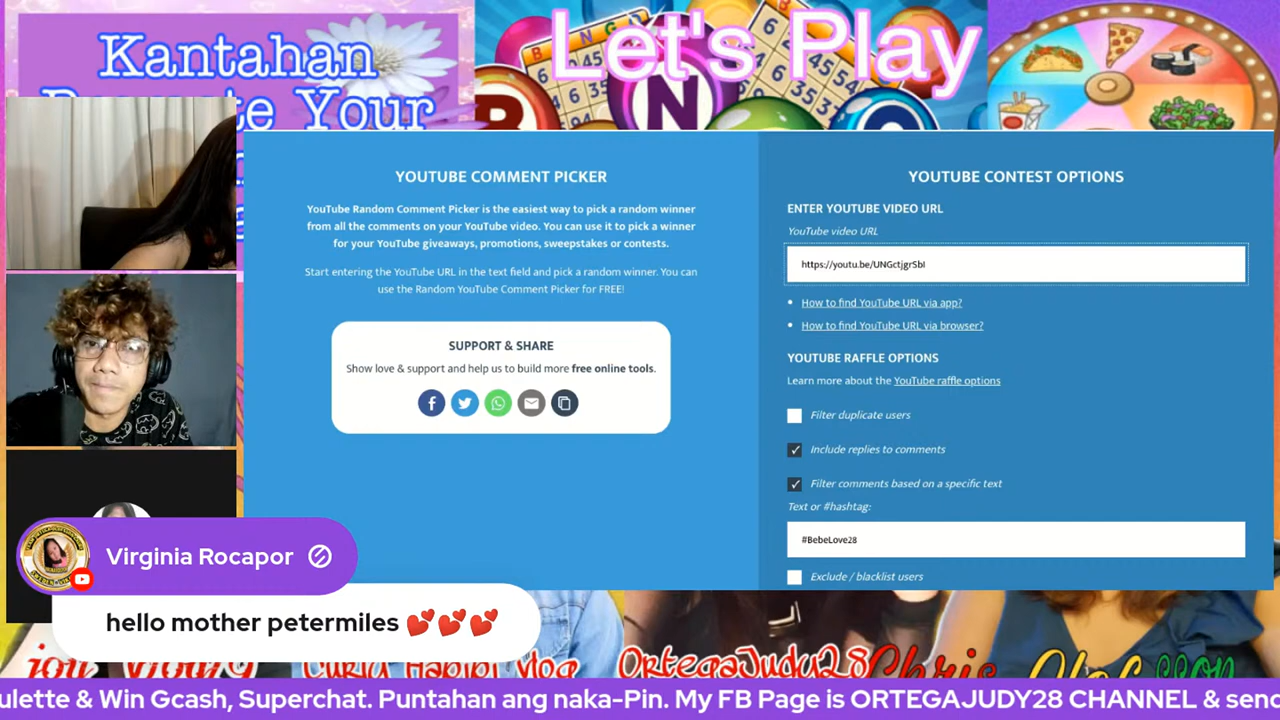 Kantahan
Let's Play
B
N
YOUTUBE COMMENT PICKER
YouTube Random Comment Picker is the easiest way to pick a random winner
from all the comments on your YouTube video. You can use it to pick a winner
for your YouTube giveaways, promotions, sweepstakes or contests.
Start entering the YouTube URL in the text field and pick a random winner. You can
use the Random YouTube Comment Picker for FREE!
SUPPORT & SHARE
Show love & support and help us to build more free online tools.
YOUTUBE CONTEST OPTIONS
ENTER YOUTUBE VIDEO URL
YouTube video URL
https://youtu.be/UNGctjgrSbI
How to find YouTube URL via app?
How to find YouTube URL via browser?
YOUTUBE RAFFLE OPTIONS
Learn more about the YouTube raffle options
Filter duplicate users
Include replies to comments
Filter comments based on a specific text
Text or #hashtag:
#BebeLove28
Exclude / blacklist users
Virginia Rocapor
hello mother petermiles 💕💕💕
Curly Habibi Vlog
OrtegaJudy28
Chris
ulette & Win Gcash, Superchat. Puntahan ang naka-Pin. My FB Page is ORTEGAJUDY28 CHANNEL & send